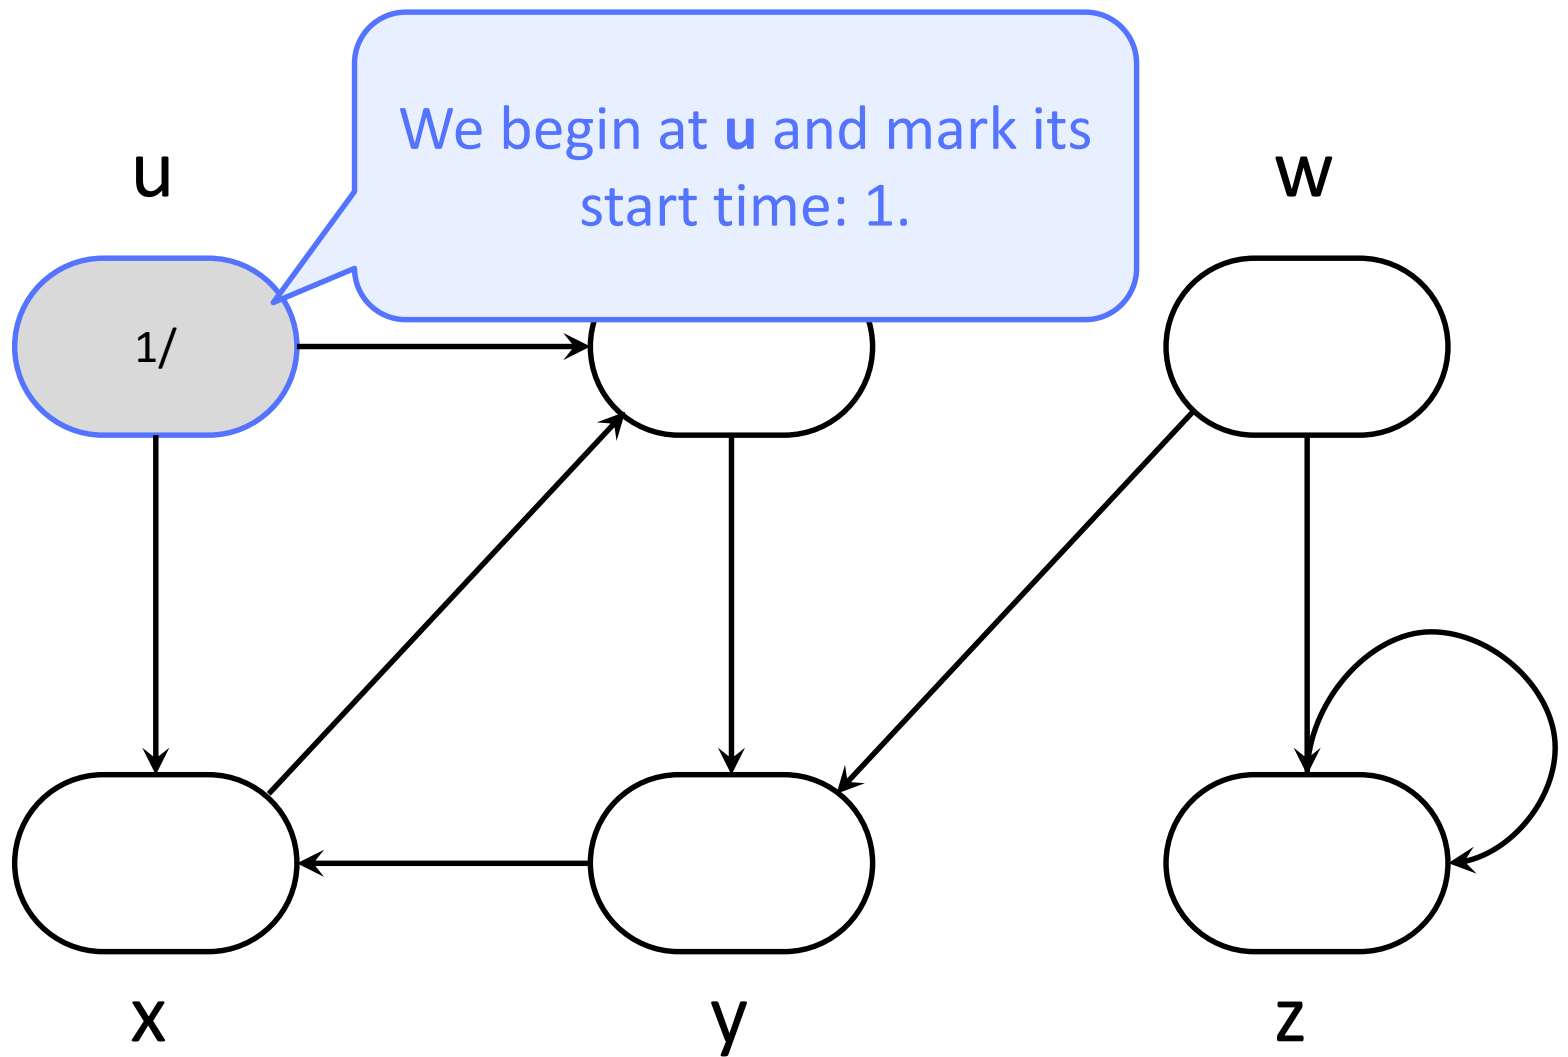 We begin at u and mark its
start time: 1.
u
w
1/
x
y
z